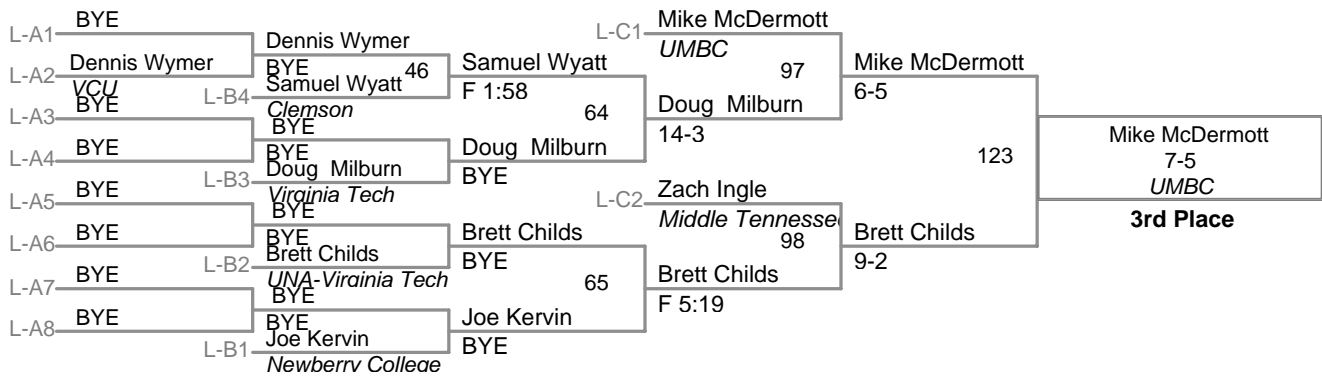 L-A1 BYE
L-A2 Dennis Wymer
VCU
L-A3 BYE
L-A4 BYE
L-A5 BYE
L-A6 BYE
L-A7 BYE
L-A8 BYE
Dennis Wymer
BYE 46
L-B4 Samuel Wyatt
Clemson
BYE
BYE
L-B3 Doug Milburn
Virginia Tech
BYE
BYE
L-B2 Brett Childs
UNA-Virginia Tech
BYE
BYE
L-B1 Joe Kervin
Newberry College
Samuel Wyatt
F 1:58
64
Doug Milburn
BYE
Brett Childs
BYE
65
Joe Kervin
BYE
L-C1 Mike McDermott
UMBC
97
Doug Milburn
14-3
L-C2 Zach Ingle
Middle Tennessee
98
Brett Childs
F 5:19
Mike McDermott
6-5
123
Brett Childs
9-2
Mike McDermott
7-5
UMBC
3rd Place